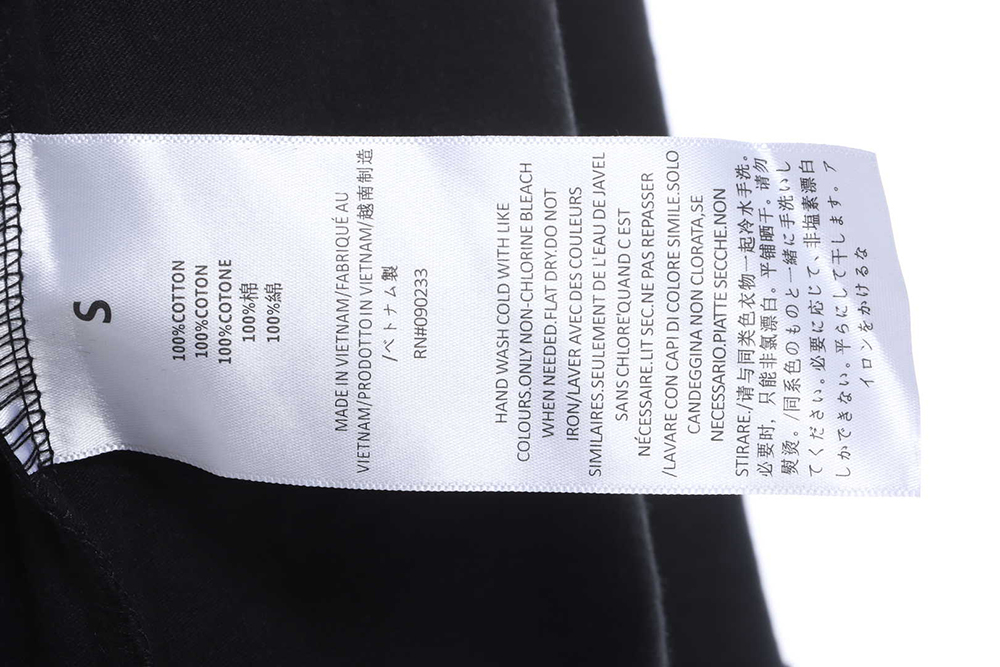 S
100%COTTON
100%COTON
100%COTONE
100%棉
100%綿
MADE IN VIETNAM/FABRIQUÉ AU
VIETNAM/PRODOTTO IN VIETNAM/越南制造
/ベトナム製
RN#090233
HAND WASH COLD WITH LIKE
COLOURS.ONLY NON-CHLORINE BLEACH
WHEN NEEDED.FLAT DRY.DO NOT
IRON/LAVER AVEC DES COULEURS
SIMILAIRES.SEULEMENT DE L'EAU DE JAVEL
SANS CHLORE'QUAND C EST
NÉCESSAIRE.LIT SEC.NE PAS REPASSER
/LAVARE CON CAPI DI COLORE SIMILE.SOLO
CANDEGGINA NON CLORATA,SE
NECESSARIO.PIATTE SECCHE.NON
STIRARE./请与同类色衣物一起冷水手洗。
必要时，只能非氯漂白。平铺晒干。请勿
熨烫。/同系色のものと一緒に手洗いし
てください。必要に応じて、非塩素漂白
しかできない。平らにして干します。ア
イロンをかけるな